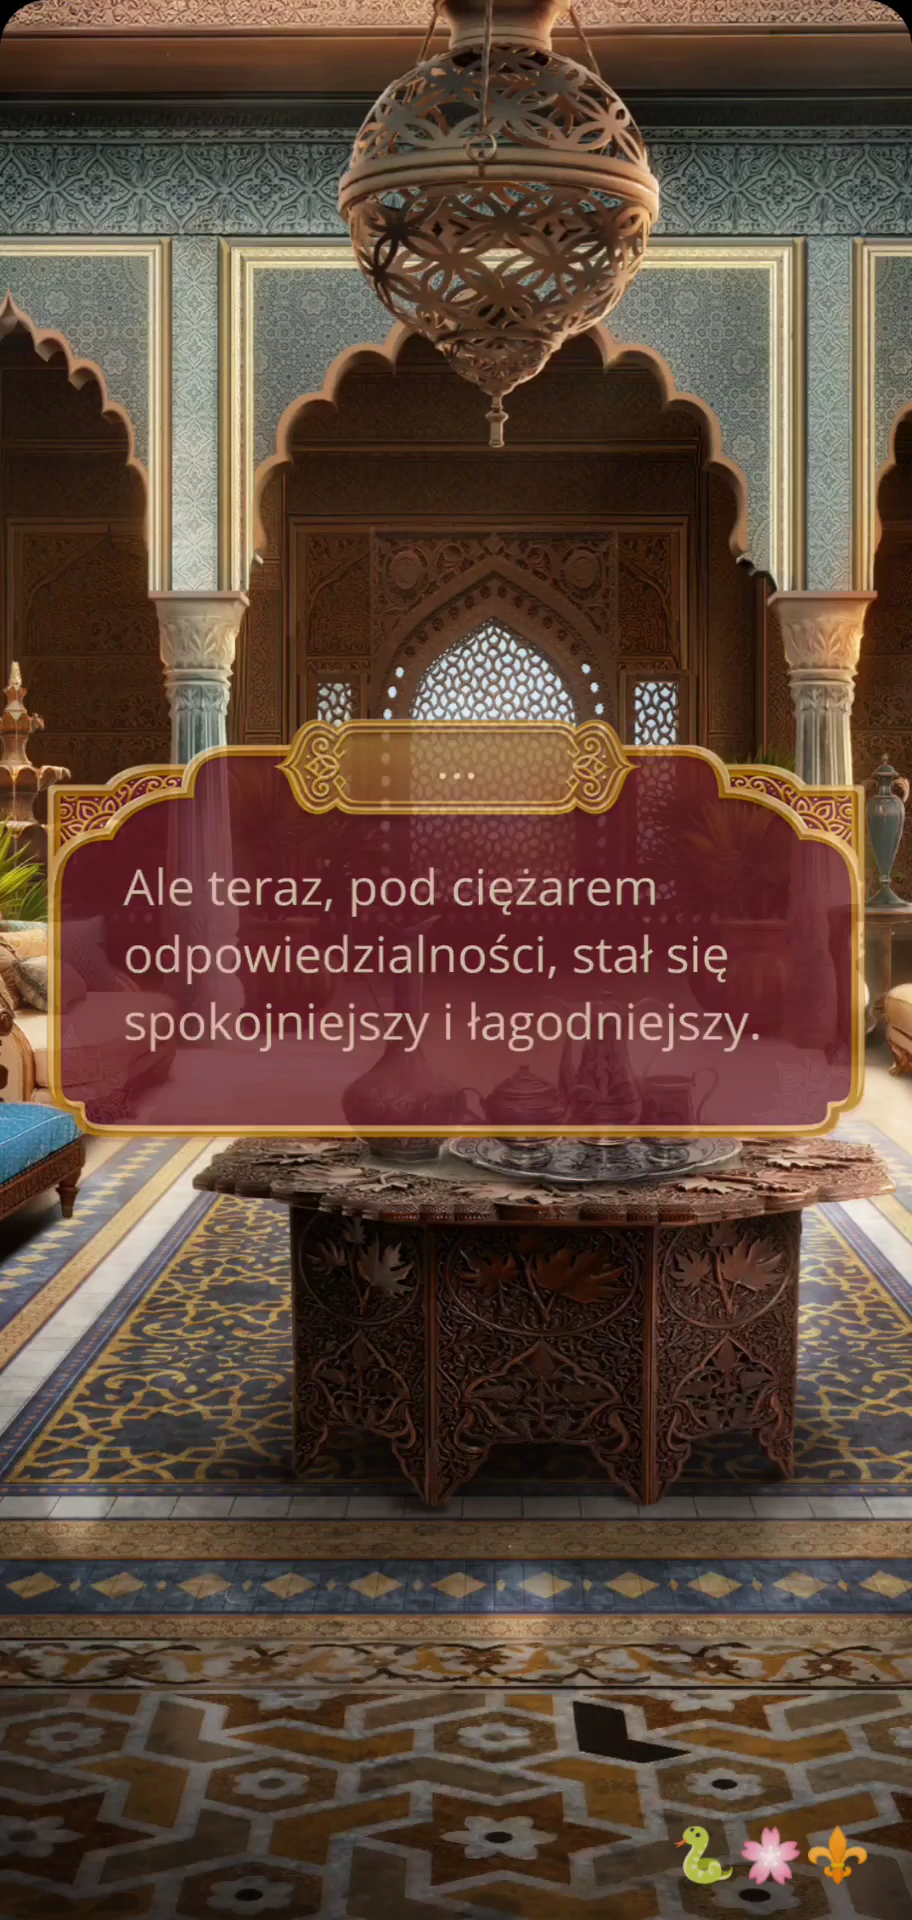 ...
Ale teraz, pod ciężarem
odpowiedzialności, stał się
spokojniejszy i łagodniejszy.